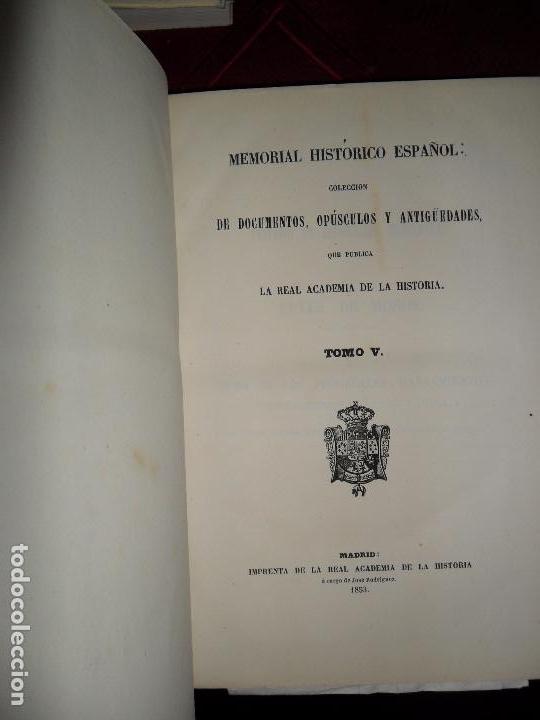 MEMORIAL HISTÓRICO ESPAÑOL:
COLECCION
DE DOCUMENTOS, OPÚSCULOS Y ANTIGÜEDADES,
QUE PUBLICA
LA REAL ACADEMIA DE LA HISTORIA.
TOMO V.
MADRID:
IMPRENTA DE LA REAL ACADEMIA DE LA HISTORIA
á cargo de José Rodriguez.
1853.
todocoleccion